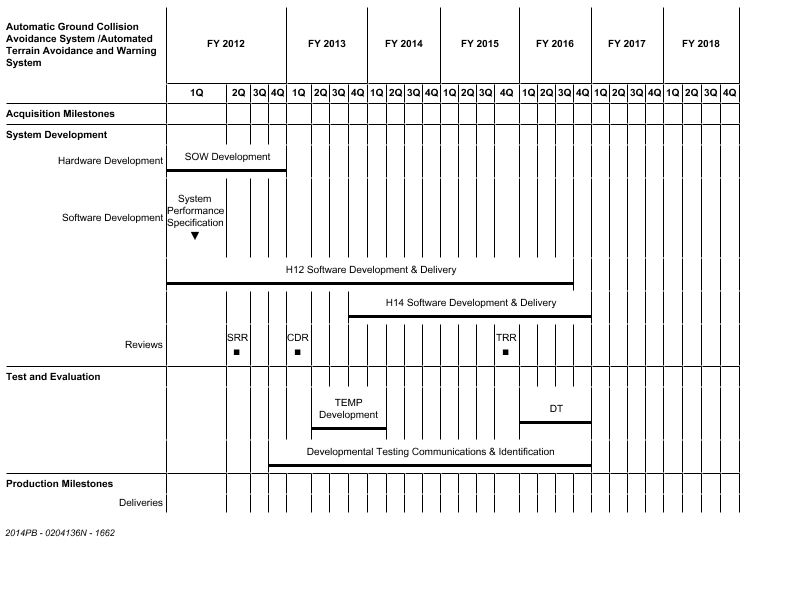 Automatic Ground Collision
Avoidance System /Automated
Terrain Avoidance and Warning
System
FY 2012 FY 2013 FY 2014 FY 2015 FY 2016 FY 2017 FY 2018
1Q 2Q 3Q 4Q 1Q 2Q 3Q 4Q 1Q 2Q 3Q 4Q 1Q 2Q 3Q 4Q 1Q 2Q 3Q 4Q 1Q 2Q 3Q 4Q 1Q 2Q 3Q 4Q
Acquisition Milestones
System Development
Hardware Development
SOW Development
Software Development
System
Performance
Specification
H12 Software Development & Delivery
H14 Software Development & Delivery
Reviews
SRR CDR TRR
Test and Evaluation
TEMP
Development
DT
Developmental Testing Communications & Identification
Production Milestones
Deliveries
2014PB - 0204136N - 1662